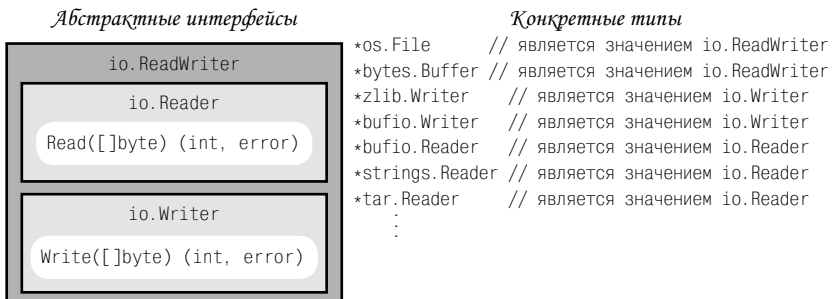 Абстрактные интерфейсы
io.ReadWriter
io.Reader
Read([]byte) (int, error)
io.Writer
Write([]byte) (int, error)
Конкретные типы
*os.File // является значением io.ReadWriter
*bytes.Buffer // является значением io.ReadWriter
*zlib.Writer // является значением io.Writer
*bufio.Writer // является значением io.Writer
*bufio.Reader // является значением io.Reader
*strings.Reader // является значением io.Reader
*tar.Reader // является значением io.Reader